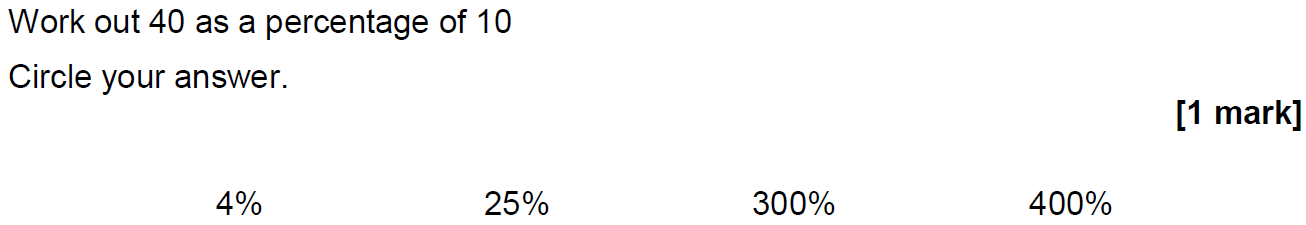 Work out 40 as a percentage of 10
Circle your answer.
[1 mark]
4% 25% 300% 400%